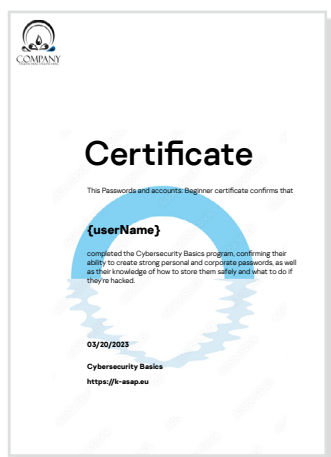 COMPANY
Certificate
This Passwords and accounts: Beginner certificate confirms that
{userName}
completed the Cybersecurity Basics program, confirming their
ability to create strong personal and corporate passwords, as well
as their knowledge of how to store them safely and what to do if
they're hacked.
03/20/2023
Cybersecurity Basics
https://k-asap.eu